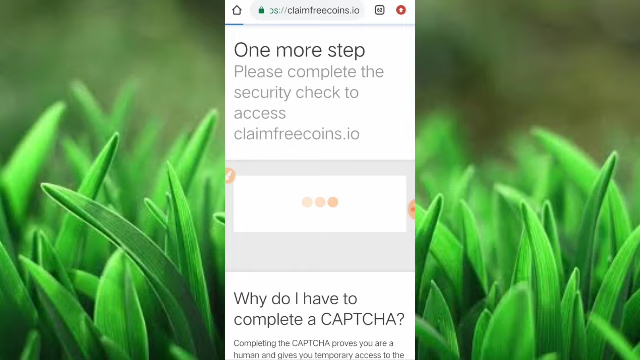 ps://claimfreecoins.io
One more step
Please complete the
security check to
access
claimfreecoins.io
Why do I have to
complete a CAPTCHA?
Completing the CAPTCHA proves you are a
human and gives you temporary access to the